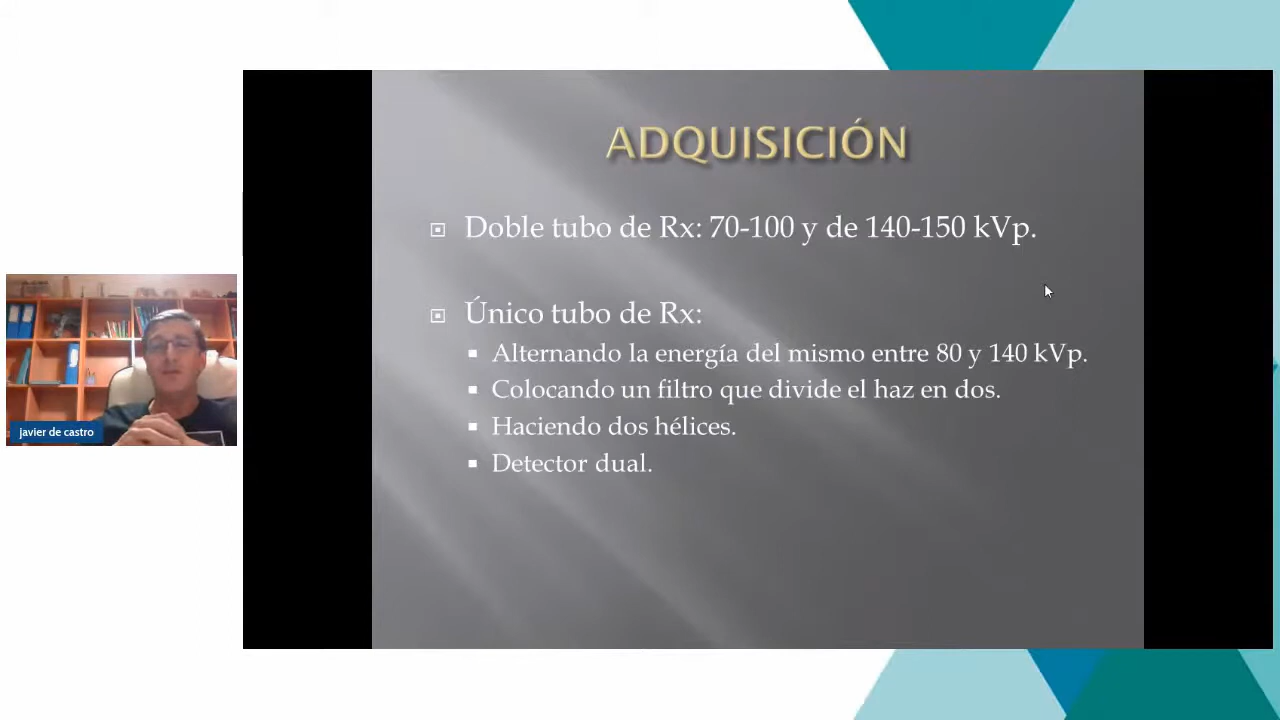 ADQUISICIÓN
Doble tubo de Rx: 70-100 y de 140-150 kVp.
Único tubo de Rx:
Alternando la energía del mismo entre 80 y 140 kVp.
Colocando un filtro que divide el haz en dos.
Haciendo dos hélices.
Detector dual.
javier de castro